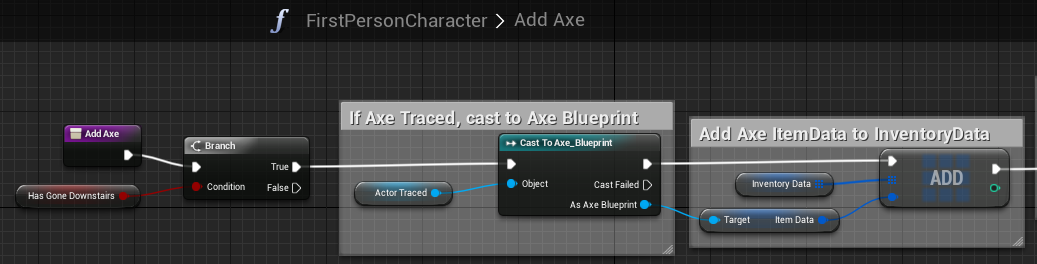 f FirstPersonCharacter > Add Axe
If Axe Traced, cast to Axe Blueprint
Add Axe ItemData to InventoryData
Add Axe
Branch
True
Condition
False
Has Gone Downstairs
Cast To Axe_Blueprint
Object
Cast Failed
As Axe Blueprint
Actor Traced
Inventory Data
Target Item Data
ADD